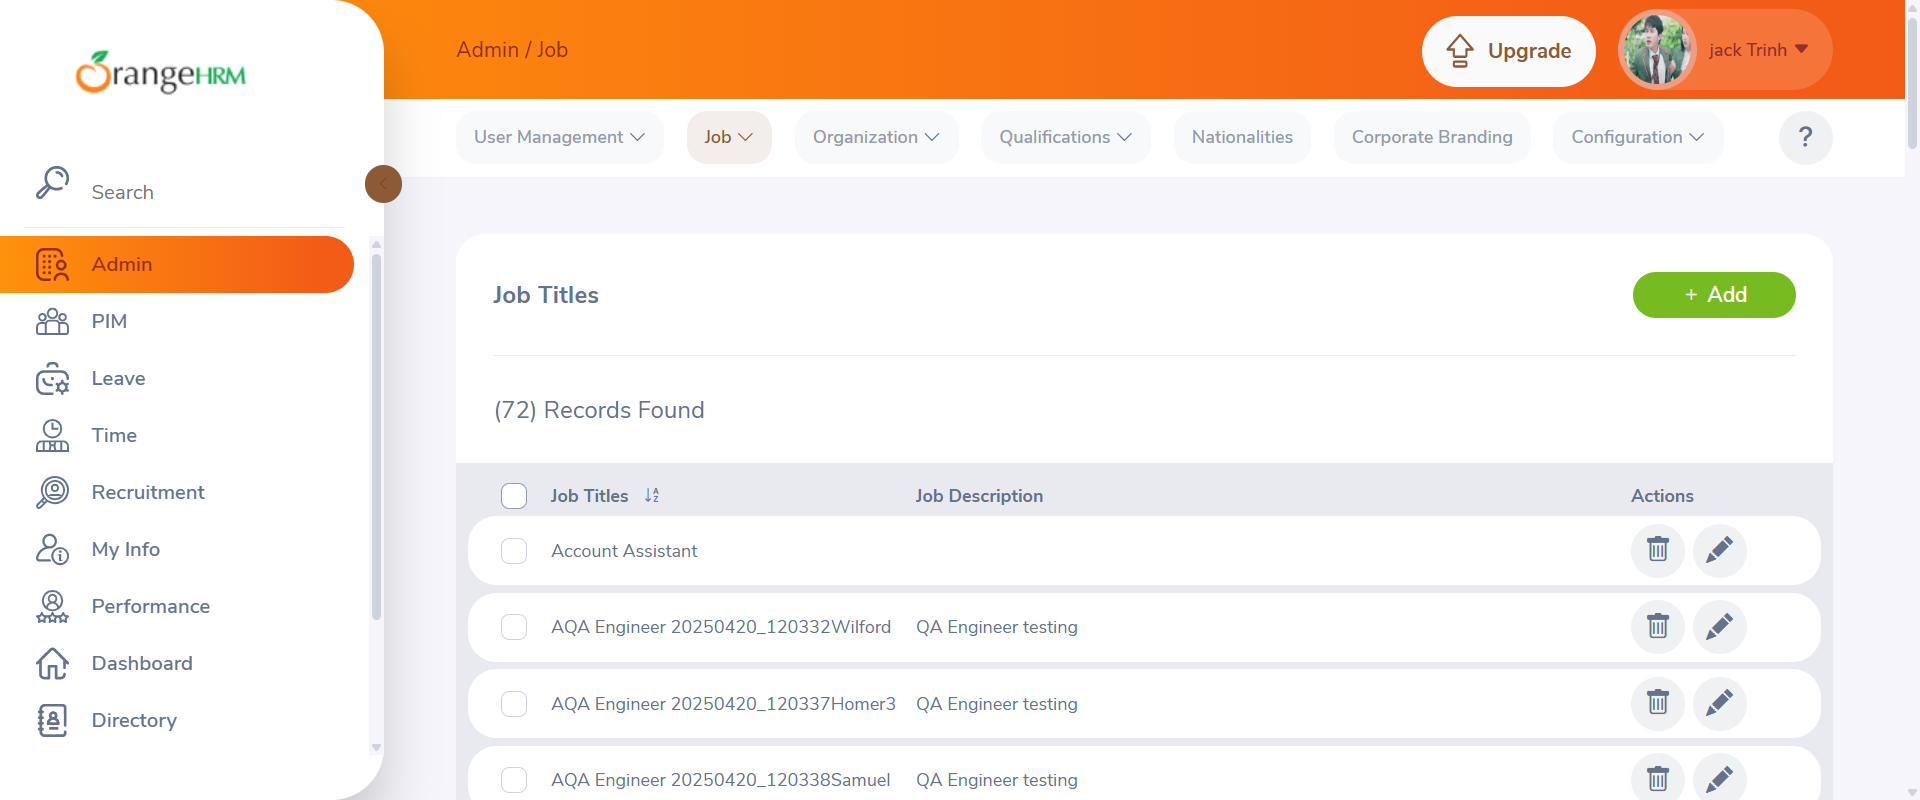 OrangeHRM
Admin / Job
Upgrade
jack Trinh
User Management
Job
Organization
Qualifications
Nationalities
Corporate Branding
Configuration
?
Search
Admin
PIM
Leave
Time
Recruitment
My Info
Performance
Dashboard
Directory
Job Titles
+ Add
(72) Records Found
Job Titles
Job Description
Actions
Account Assistant
AQA Engineer 20250420_120332Wilford QA Engineer testing
AQA Engineer 20250420_120337Homer3 QA Engineer testing
AQA Engineer 20250420_120338Samuel QA Engineer testing